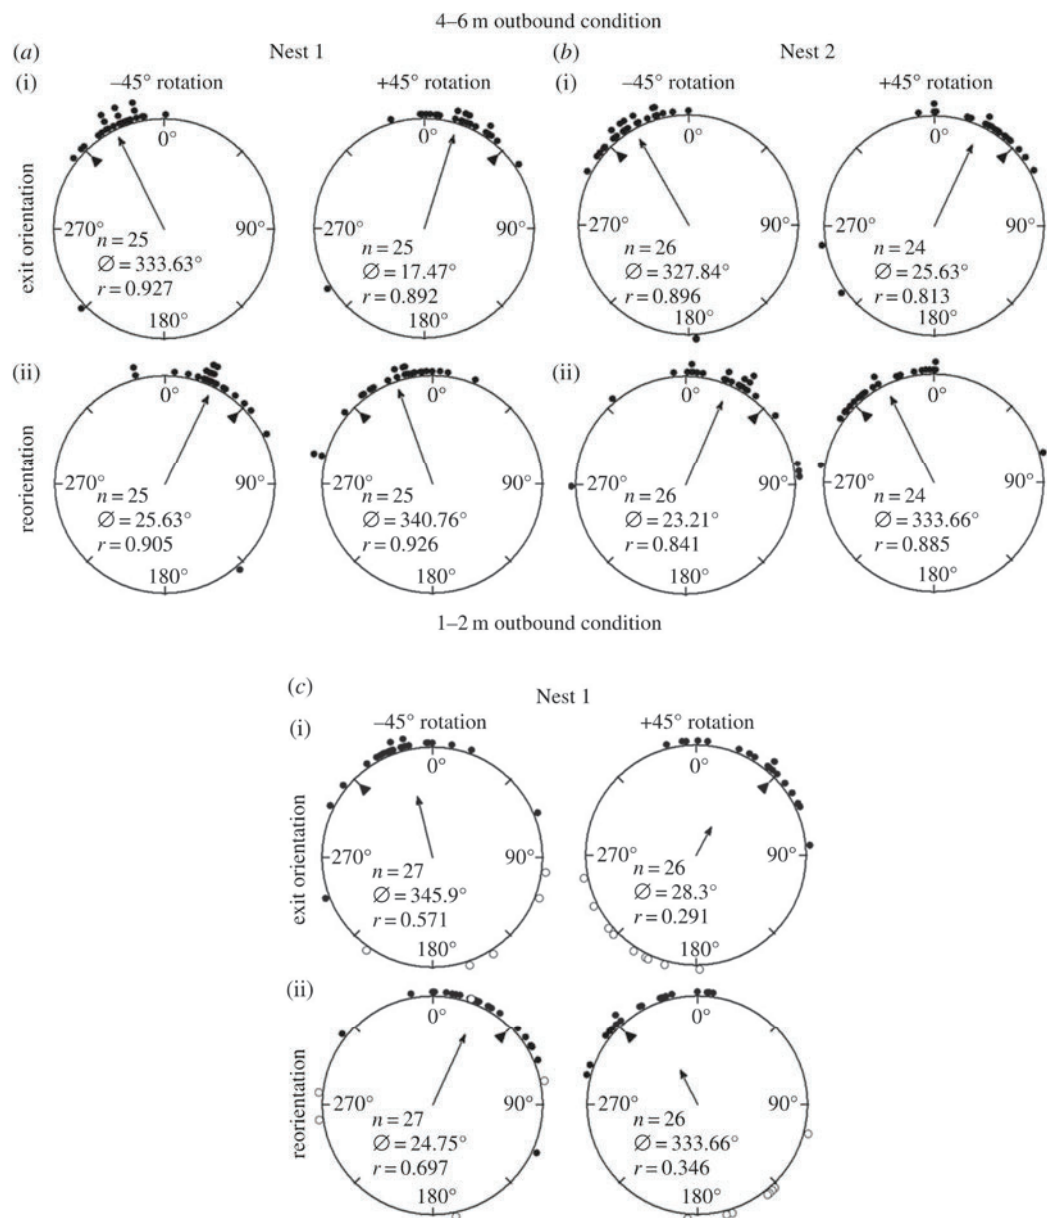 4–6 m outbound condition
(a) Nest 1 (b) Nest 2
(i) –45° rotation +45° rotation (i) –45° rotation +45° rotation
exit orientation
0° 0° 0° 0°
270° 90° 270° 90° 270° 90° 270° 90°
n = 25 n = 25 n = 26 n = 24
Ø = 333.63° Ø = 17.47° Ø = 327.84° Ø = 25.63°
r = 0.927 r = 0.892 r = 0.896 r = 0.813
180° 180° 180° 180°
(ii) (ii)
reorientation
0° 0° 0° 0°
270° 90° 270° 90° 270° 90° 270° 90°
n = 25 n = 25 n = 26 n = 24
Ø = 25.63° Ø = 340.76° Ø = 23.21° Ø = 333.66°
r = 0.905 r = 0.926 r = 0.841 r = 0.885
180° 180° 180° 180°
1–2 m outbound condition
(c) Nest 1
(i) –45° rotation +45° rotation
exit orientation
0° 0°
270° 90° 270° 90°
n = 27 n = 26
Ø = 345.9° Ø = 28.3°
r = 0.571 r = 0.291
180° 180°
(ii)
reorientation
0° 0°
270° 90° 270° 90°
n = 27 n = 26
Ø = 24.75° Ø = 333.66°
r = 0.697 r = 0.346
180° 180°